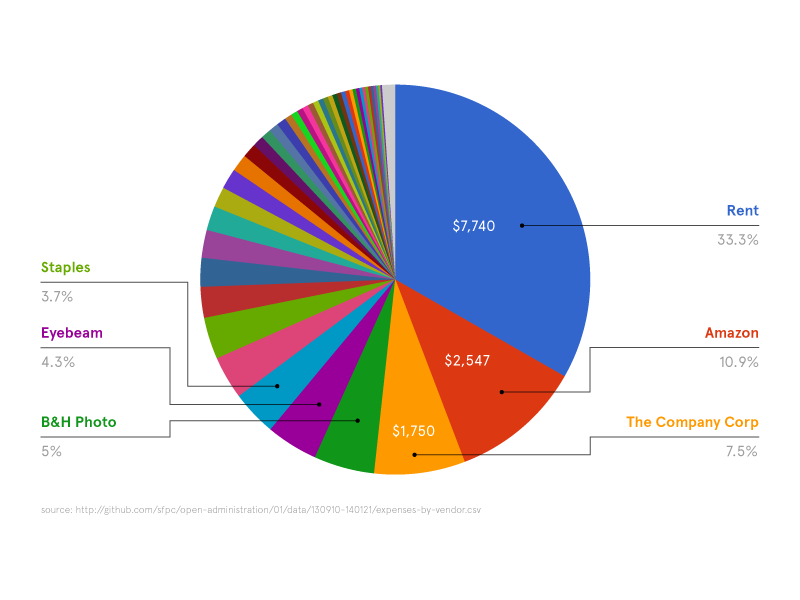 $7,740
Rent
33.3%
Staples
3.7%
Eyebeam
4.3%
Amazon
10.9%
$2,547
B&H Photo
5%
$1,750
The Company Corp
7.5%
source: http://github.com/sfpc/open-administration/01/data/130910-140121/expenses-by-vendor.csv